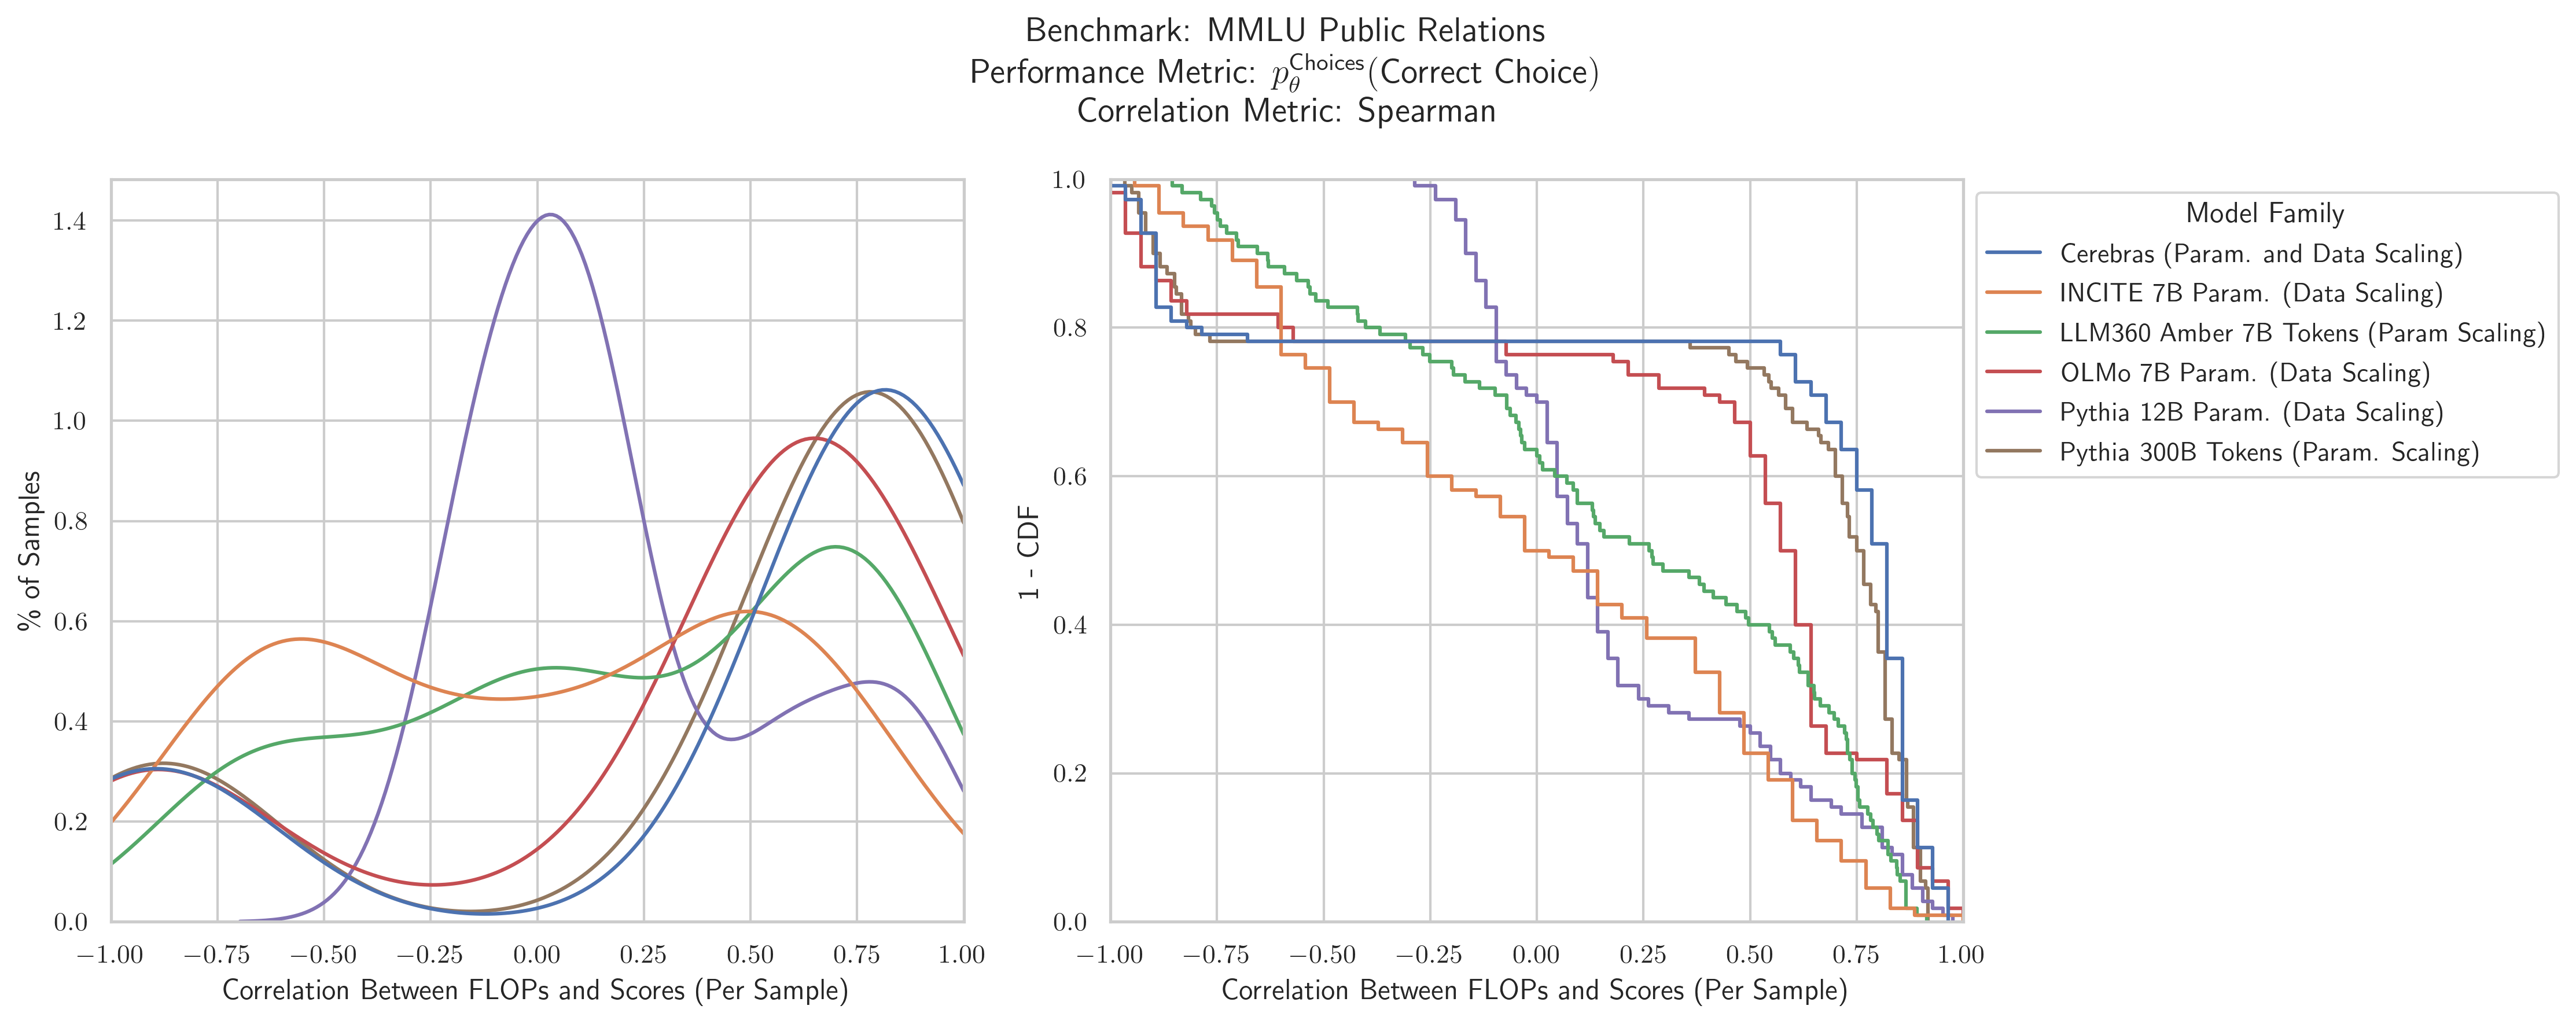 Benchmark: MMLU Public Relations
Performance Metric: $p_{\theta}^{\text{Choices}}$(Correct Choice)
Correlation Metric: Spearman
% of Samples
1.4
1.2
1.0
0.8
0.6
0.4
0.2
0.0
−1.00 −0.75 −0.50 −0.25 0.00 0.25 0.50 0.75 1.00
Correlation Between FLOPs and Scores (Per Sample)
1 - CDF
1.0
0.8
0.6
0.4
0.2
0.0
−1.00 −0.75 −0.50 −0.25 0.00 0.25 0.50 0.75 1.00
Correlation Between FLOPs and Scores (Per Sample)
Model Family
Cerebras (Param. and Data Scaling)
INCITE 7B Param. (Data Scaling)
LLM360 Amber 7B Tokens (Param Scaling)
OLMo 7B Param. (Data Scaling)
Pythia 12B Param. (Data Scaling)
Pythia 300B Tokens (Param. Scaling)